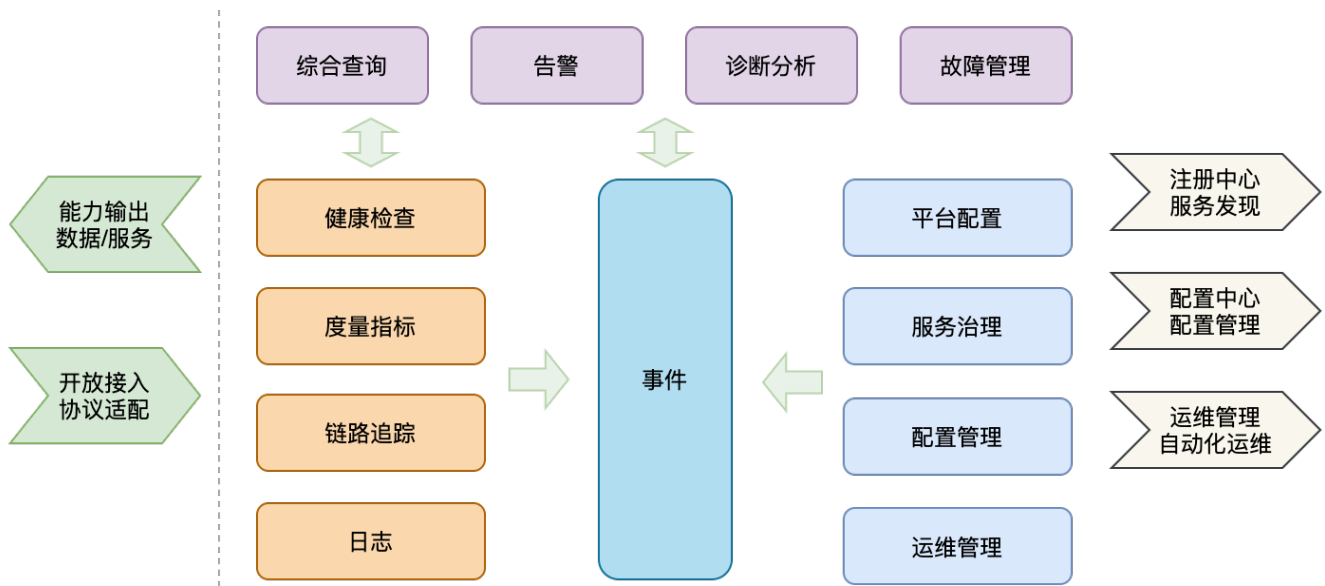 综合查询
告警
诊断分析
故障管理
能力输出
数据/服务
开放接入
协议适配
健康检查
度量指标
链路追踪
日志
事件
平台配置
服务治理
配置管理
运维管理
注册中心
服务发现
配置中心
配置管理
运维管理
自动化运维